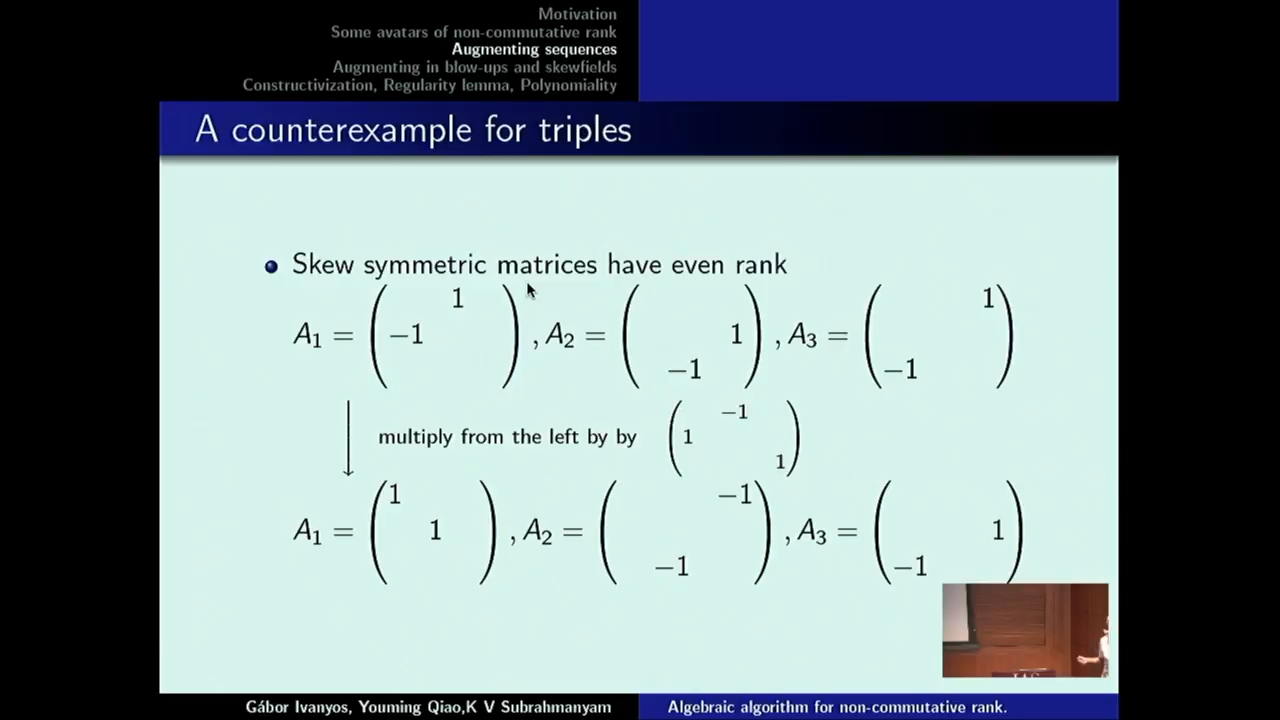 Motivation
Some avatars of non-commutative rank
Augmenting sequences
Augmenting in blow-ups and skewfields
Constructivization, Regularity lemma, Polynomiality
A counterexample for triples
Skew symmetric matrices have even rank
1 1
A₁ = ( −1 ) , A₂ = ( 1 ) , A₃ = ( )
−1 −1
−1
multiply from the left by by ( 1 )
1
1 −1
A₁ = ( 1 ) , A₂ = ( ) , A₃ = ( 1 )
−1 −1
IAS
Gábor Ivanyos, Youming Qiao,K V Subrahmanyam Algebraic algorithm for non-commutative rank.